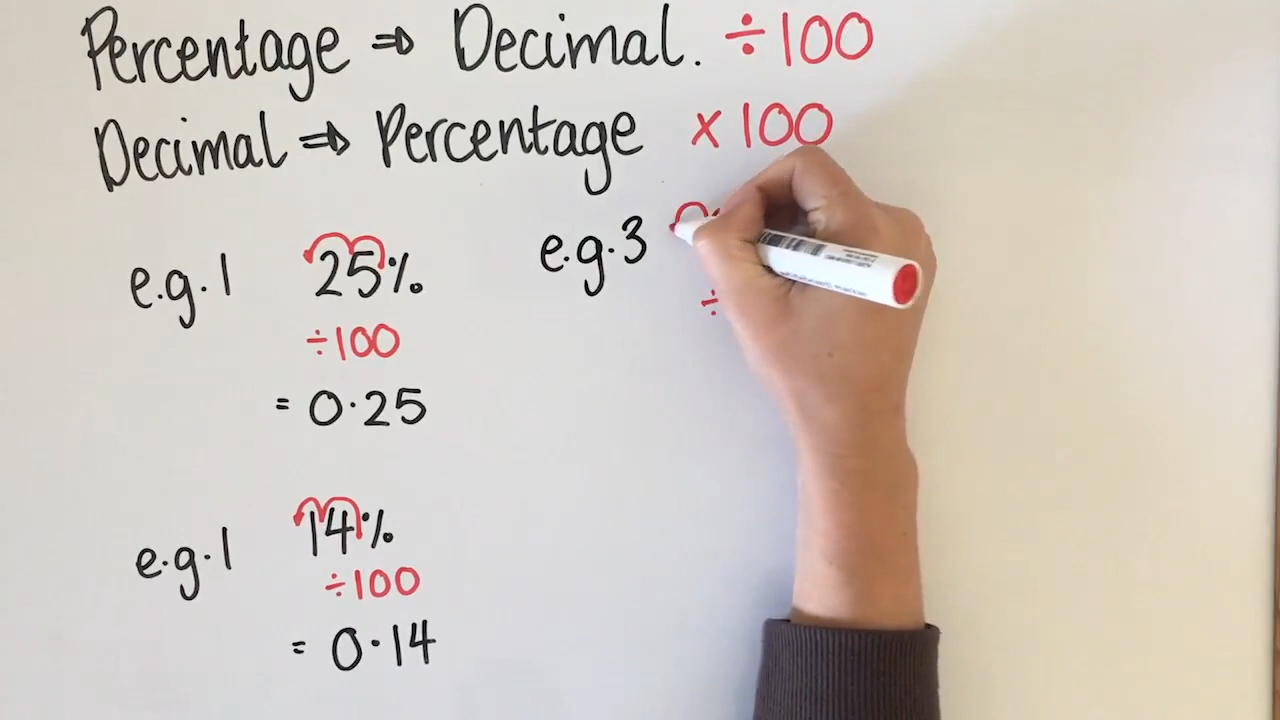 Percentage ⇒ Decimal. ÷100
Decimal ⇒ Percentage ×100
e.g.1 25%
÷100
= 0.25
e.g.1 14%
÷100
= 0.14
e.g.3
÷